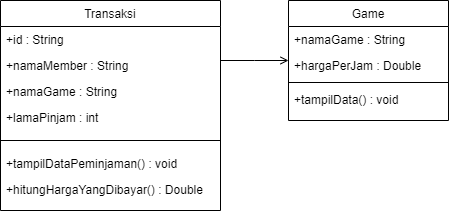 Transaksi
+id : String
+namaMember : String
+namaGame : String
+lamaPinjam : int
+tampilDataPeminjaman() : void
+hitungHargaYangDibayar() : Double
Game
+namaGame : String
+hargaPerJam : Double
+tampilData() : void